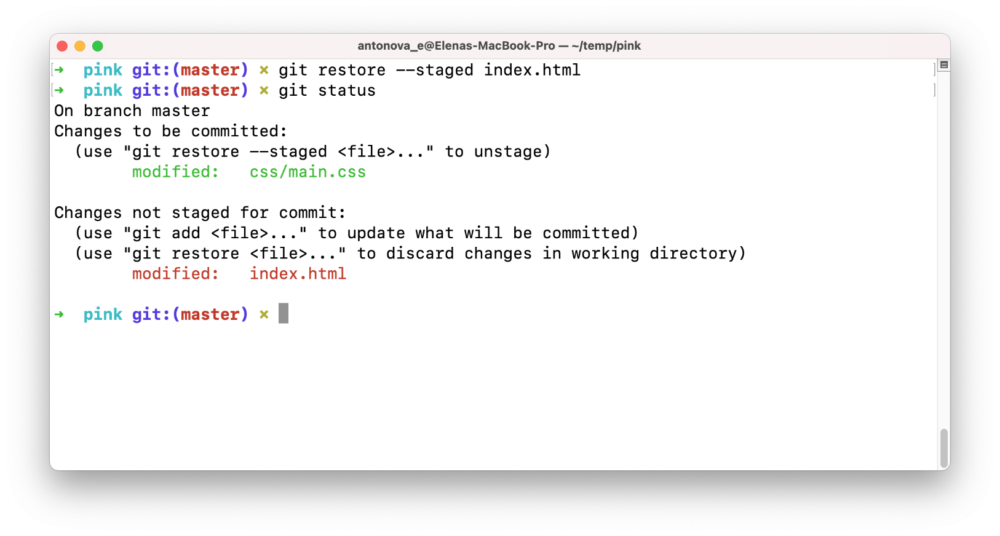 antonova_e@Elenas-MacBook-Pro — ~/temp/pink
[➜  pink git:(master) ✗ git restore --staged index.html ]
[➜  pink git:(master) ✗ git status ]
On branch master
Changes to be committed:
  (use "git restore --staged <file>..." to unstage)
        modified:   css/main.css

Changes not staged for commit:
  (use "git add <file>..." to update what will be committed)
  (use "git restore <file>..." to discard changes in working directory)
        modified:   index.html

➜  pink git:(master) ✗